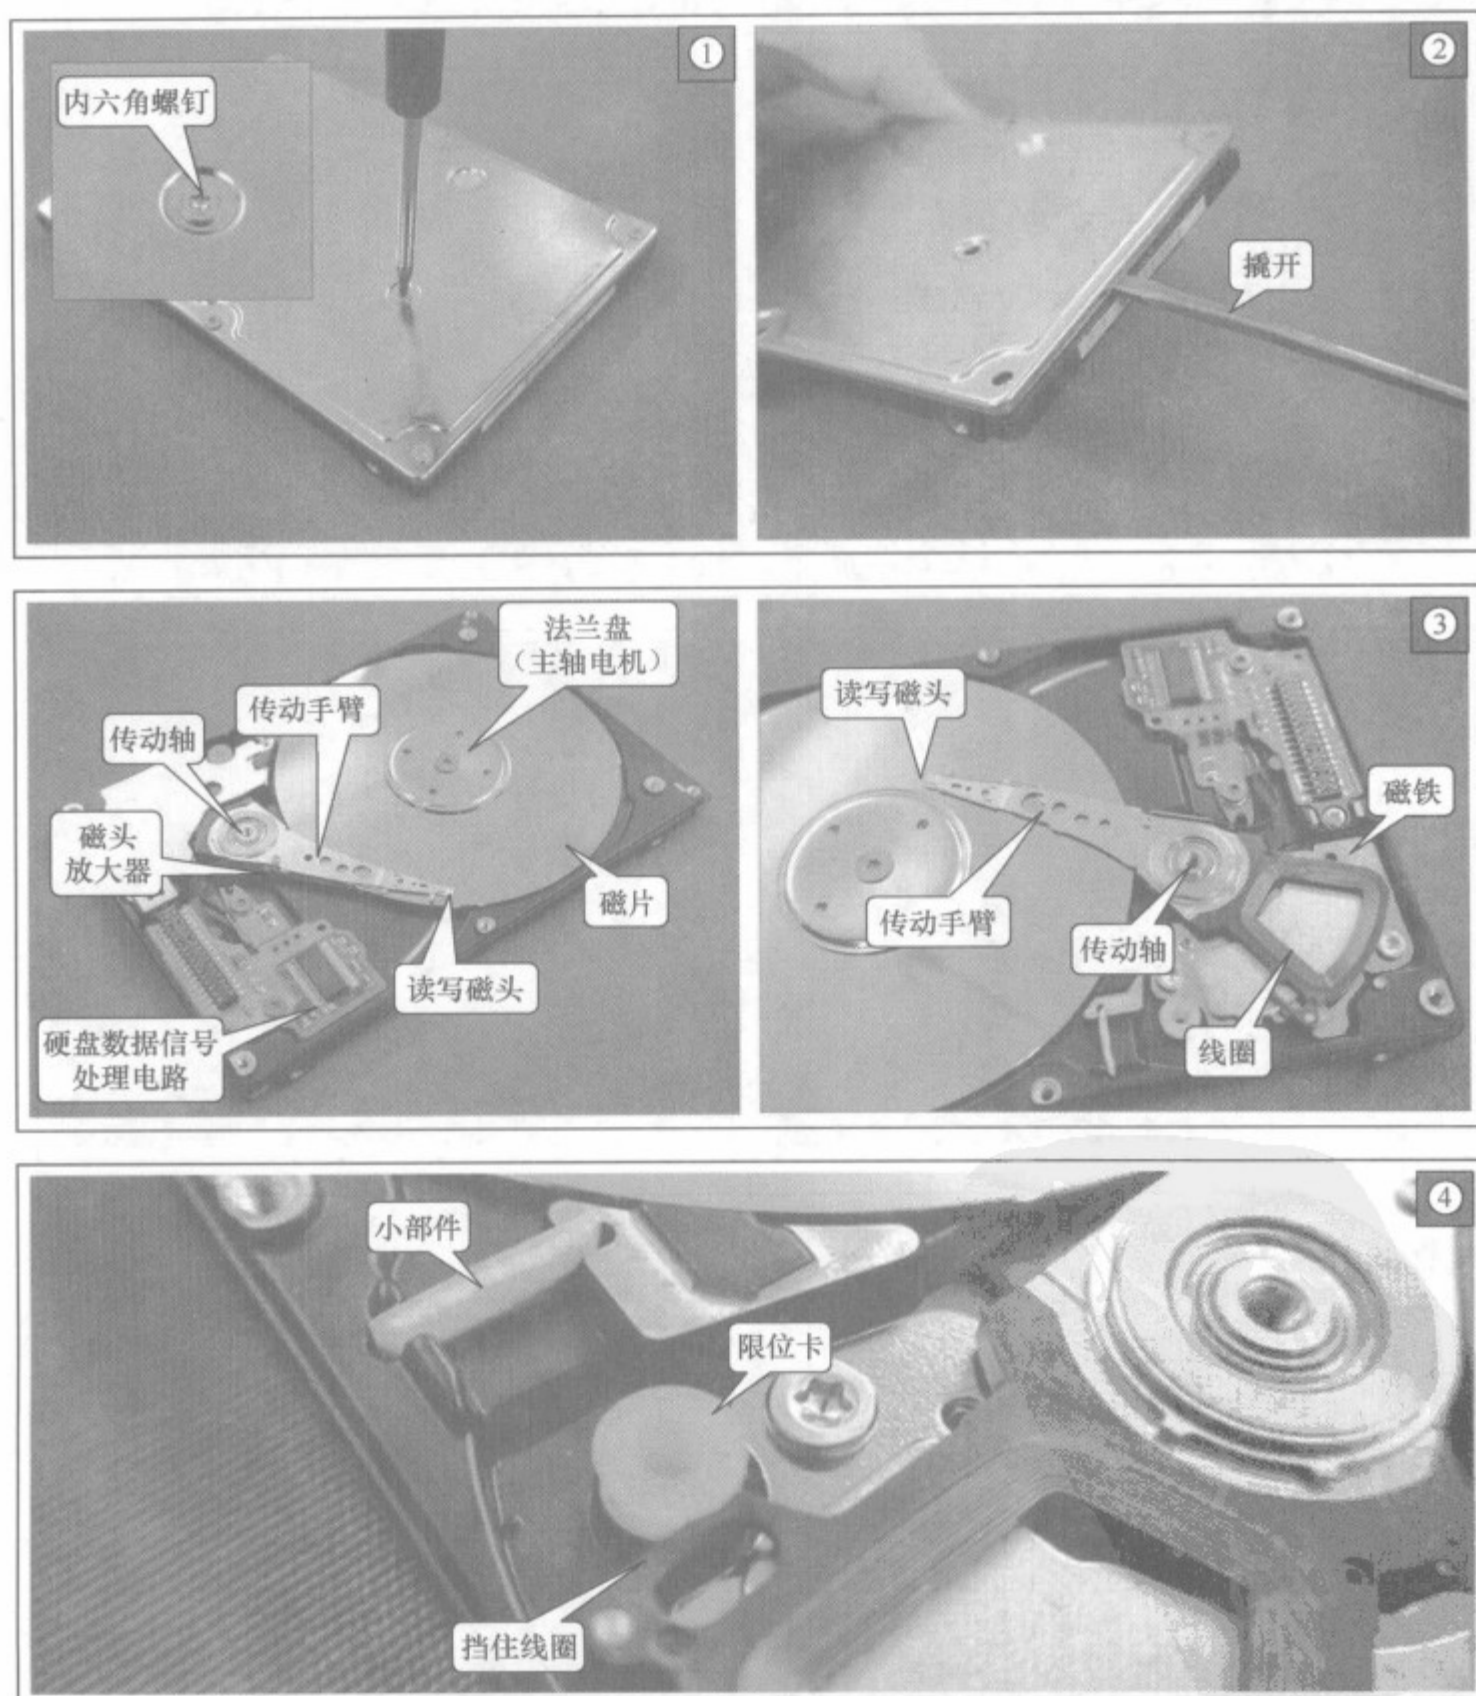 ①
内六角螺钉
②
撬开
法兰盘
（主轴电机）
传动手臂
传动轴
磁头
放大器
磁片
读写磁头
硬盘数据信号
处理电路
③
读写磁头
磁铁
传动手臂
传动轴
线圈
④
小部件
限位卡
挡住线圈